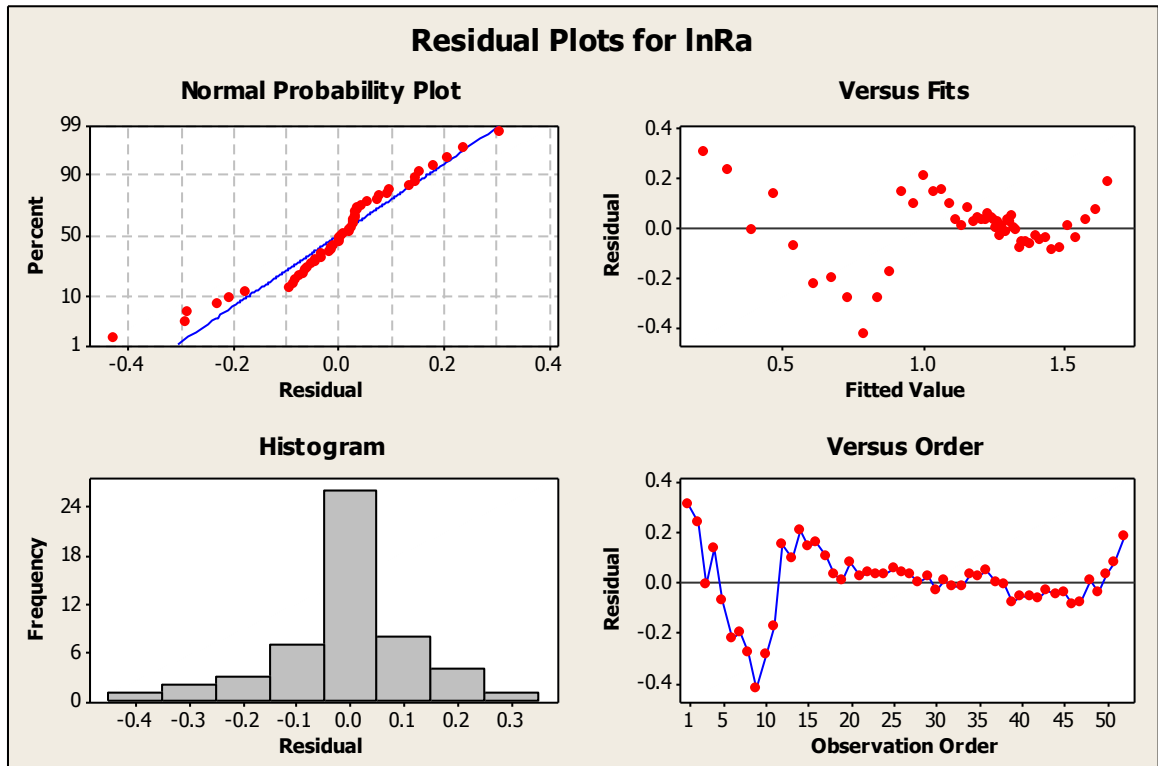 Residual Plots for lnRa
Normal Probability Plot
99
90
50
10
1
Percent
-0.4 -0.2 0.0 0.2 0.4
Residual
Versus Fits
0.4
0.2
0.0
-0.2
-0.4
Residual
0.5 1.0 1.5
Fitted Value
Histogram
24
18
12
6
0
Frequency
-0.4 -0.3 -0.2 -0.1 0.0 0.1 0.2 0.3
Residual
Versus Order
0.4
0.2
0.0
-0.2
-0.4
Residual
1 5 10 15 20 25 30 35 40 45 50
Observation Order